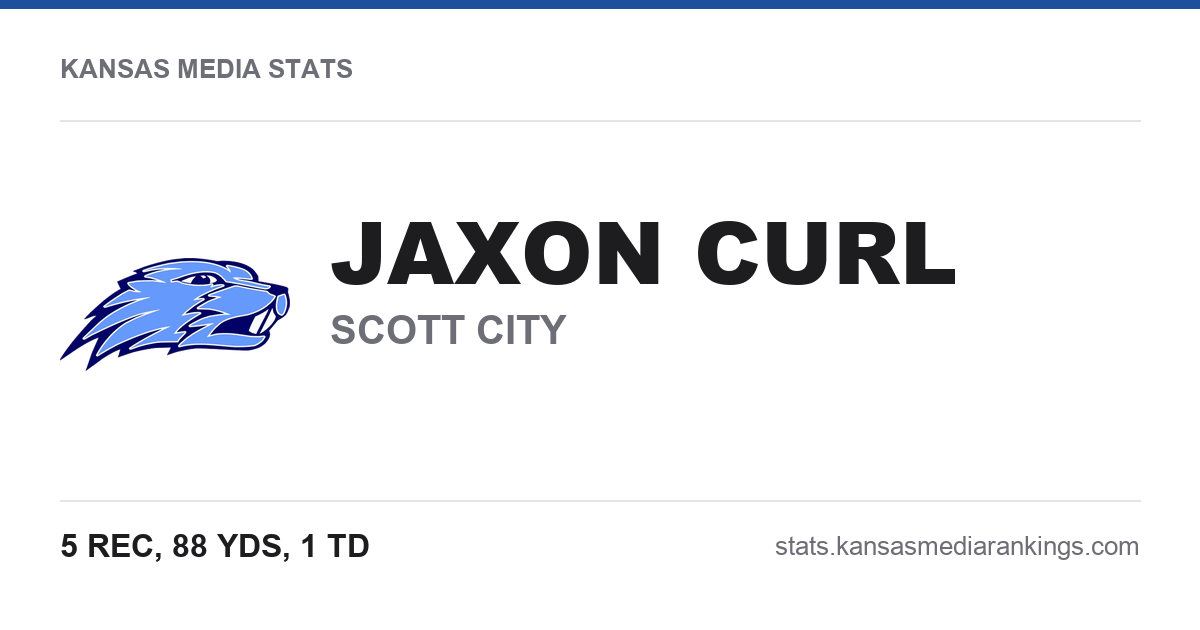 KANSAS MEDIA STATS
JAXON CURL
SCOTT CITY
5 REC, 88 YDS, 1 TD
stats.kansasmediarankings.com